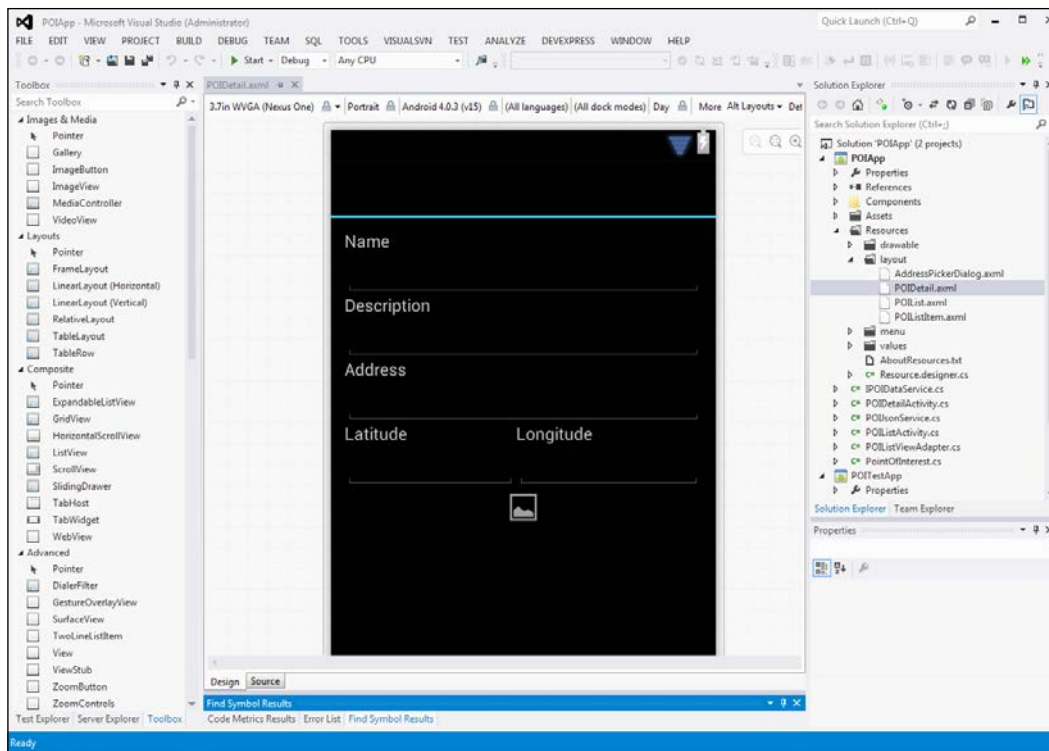 POIApp - Microsoft Visual Studio (Administrator)
Quick Launch (Ctrl+Q)
FILE EDIT VIEW PROJECT BUILD DEBUG TEAM SQL TOOLS VISUALSVN TEST ANALYZE DEVEXPRESS WINDOW HELP
Start - Debug Any CPU
Toolbox
Search Toolbox
Images & Media
Pointer
Gallery
ImageButton
ImageView
MediaController
VideoView
Layouts
Pointer
FrameLayout
LinearLayout (Horizontal)
LinearLayout (Vertical)
RelativeLayout
TableLayout
TableRow
Composite
Pointer
ExpandableListView
GridView
HorizontalScrollView
ListView
ScrollView
SlidingDrawer
TabHost
TabWidget
WebView
Advanced
Pointer
DialerFilter
GestureOverlayView
SurfaceView
TwoLineListItem
View
ViewStub
ZoomButton
ZoomControls
Test Explorer Server Explorer Toolbox
POIDetail.axml
3.7in WVGA (Nexus One) Portrait Android 4.0.3 (v15) (All languages) (All dock modes) Day More Alt Layouts Det
Name
Description
Address
Latitude Longitude
Design Source
Find Symbol Results
Code Metrics Results Error List Find Symbol Results
Solution Explorer
Search Solution Explorer (Ctrl+;)
Solution 'POIApp' (2 projects)
POIApp
Properties
References
Components
Assets
Resources
drawable
layout
AddressPickerDialog.axml
POIDetail.axml
POIList.axml
POIListItem.axml
menu
values
AboutResources.txt
C# Resource.designer.cs
C# IPOIDataService.cs
C# POIDetailActivity.cs
C# POIJsonService.cs
C# POIListActivity.cs
C# POIListViewAdapter.cs
C# PointOfInterest.cs
POITestApp
Properties
Solution Explorer Team Explorer
Properties
Ready